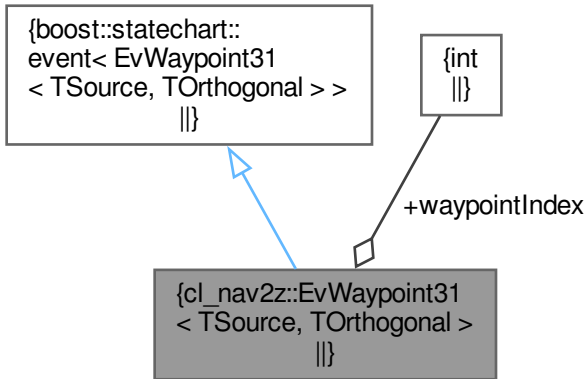 {boost::statechart::
event< EvWaypoint31
< TSource, TOrthogonal > >
||}
{int
||}
+waypointIndex
{cl_nav2z::EvWaypoint31
< TSource, TOrthogonal >
||}